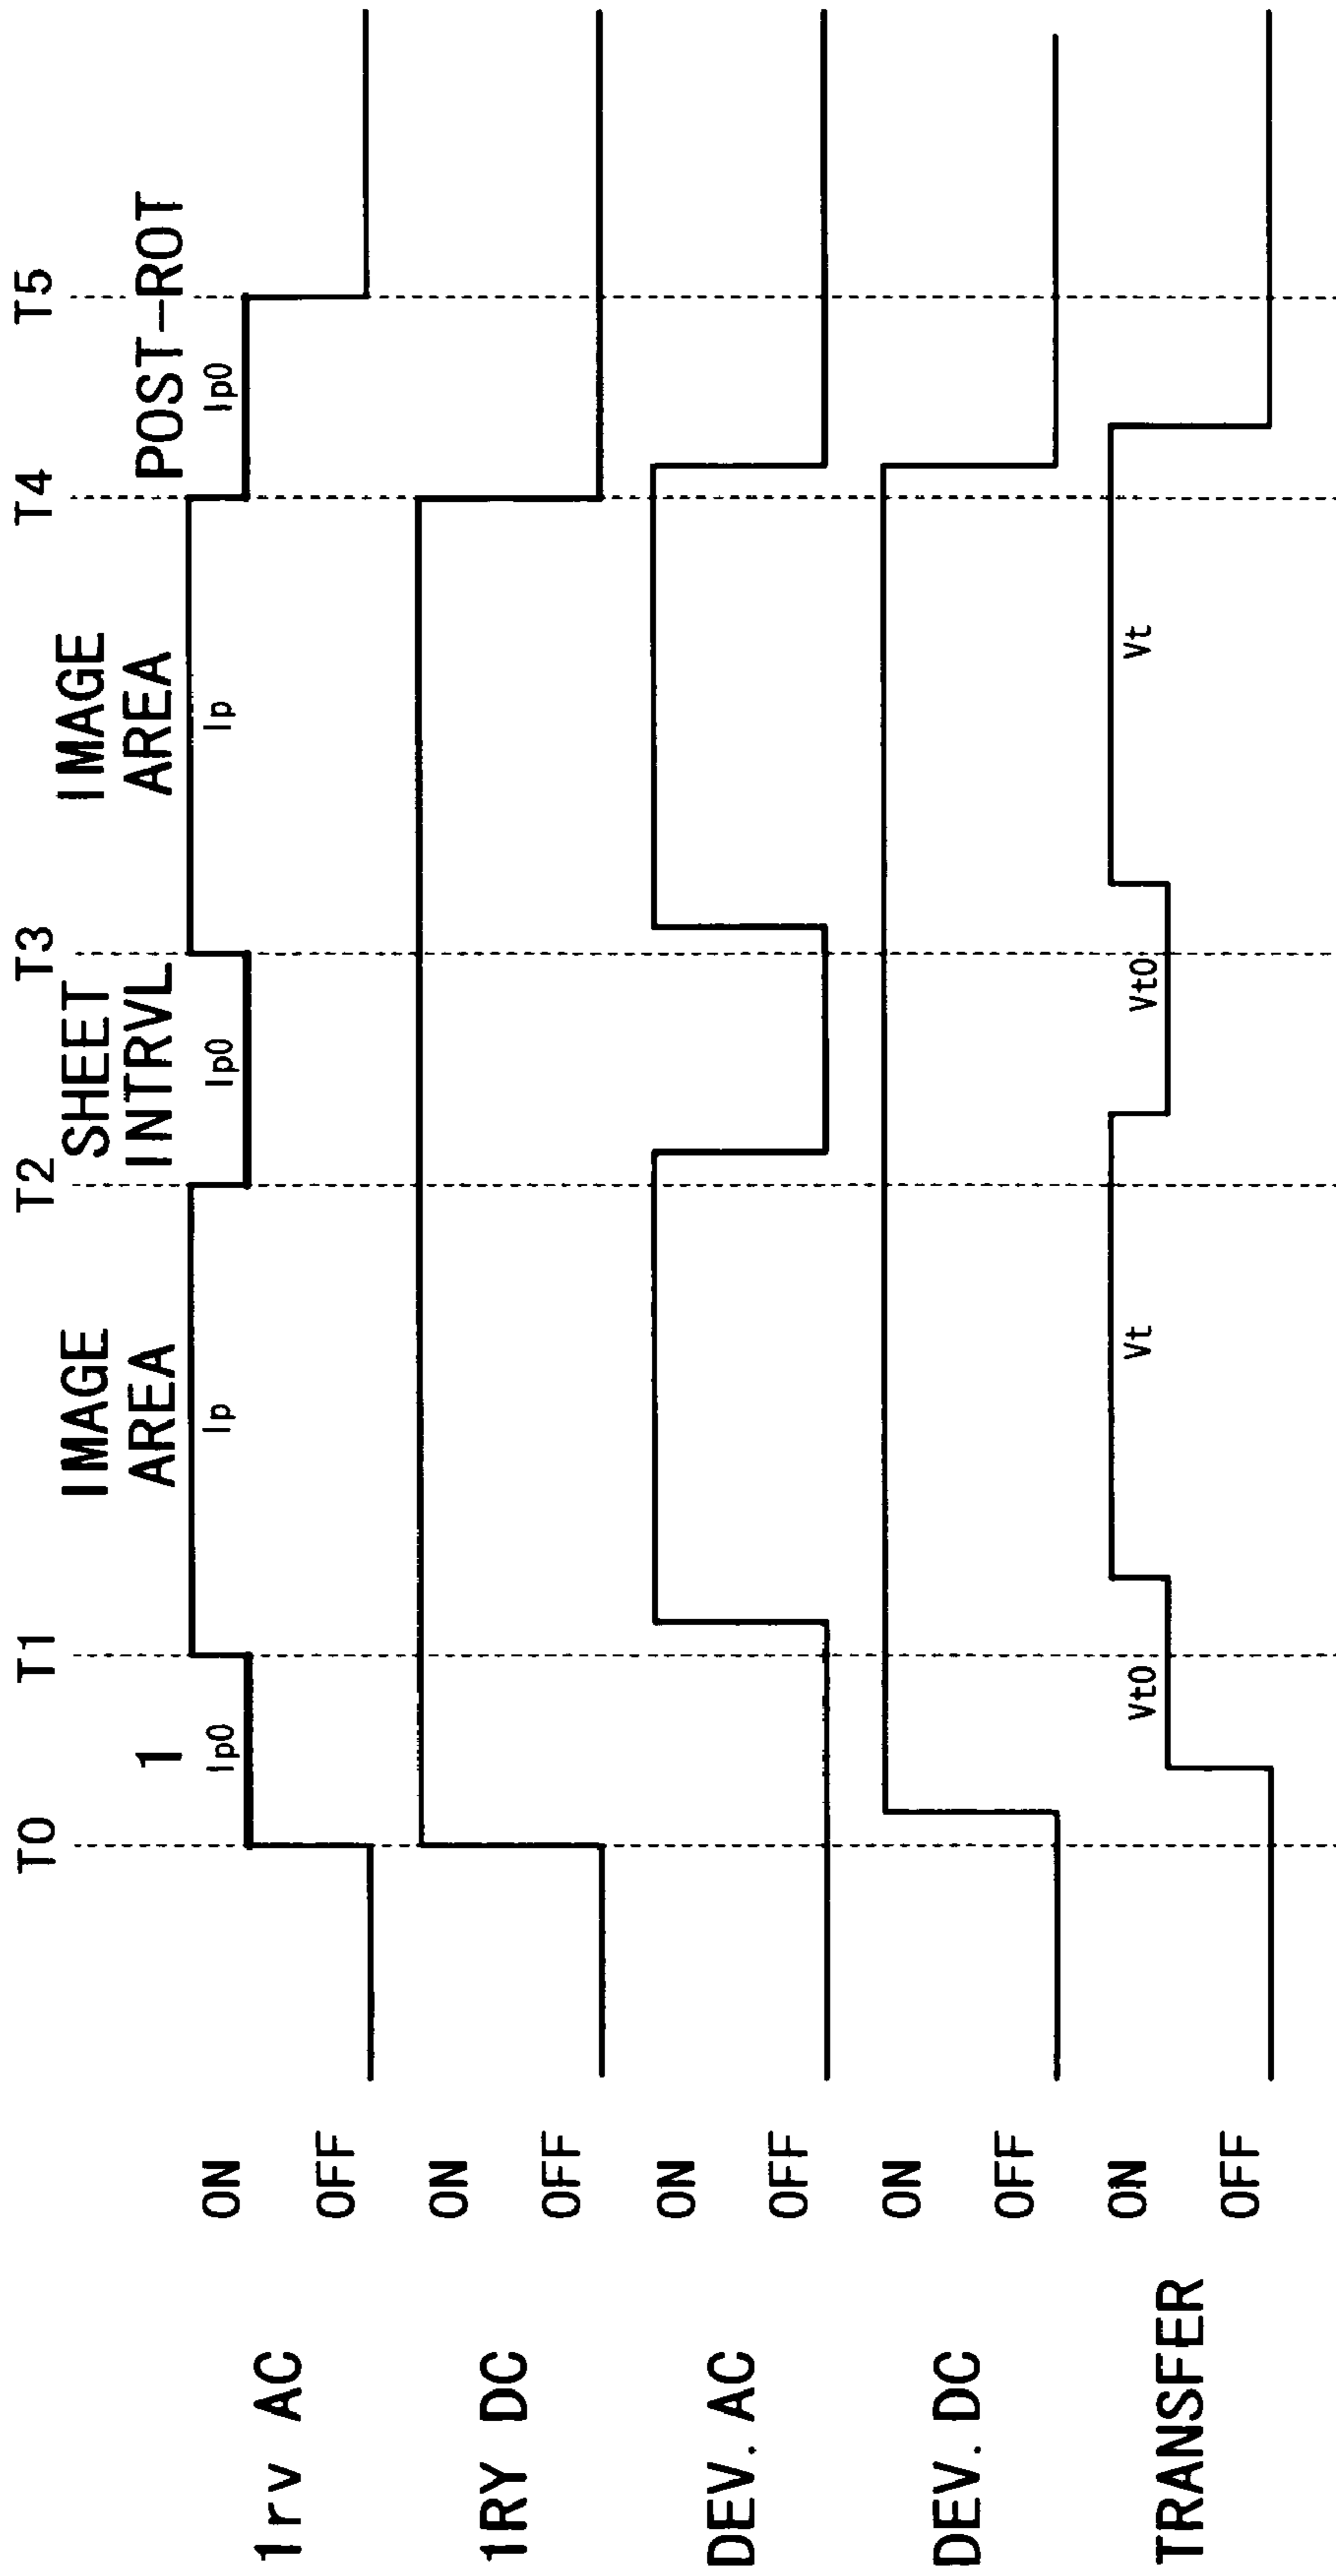 T0 T1 T2 T3 T4 T5
1 IMAGE AREA SHEET INTRVL IMAGE AREA POST-ROT
1rv AC ON OFF Ip0 Ip Ip0 Ip Ip0
1RY DC ON OFF
DEV. AC ON OFF
DEV. DC ON OFF
TRANSFER ON OFF Vt0 Vt Vt0 Vt